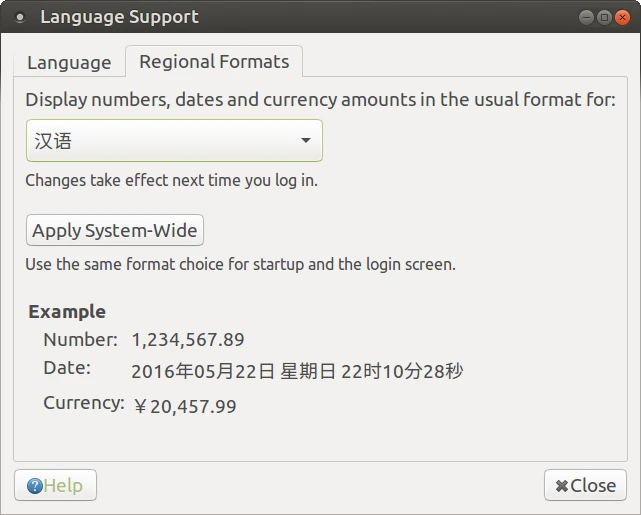 Language Support
Language Regional Formats
Display numbers, dates and currency amounts in the usual format for:
汉语
Changes take effect next time you log in.
Apply System-Wide
Use the same format choice for startup and the login screen.
Example
Number: 1,234,567.89
Date: 2016年05月22日 星期日 22时10分28秒
Currency: ￥20,457.99
Help Close